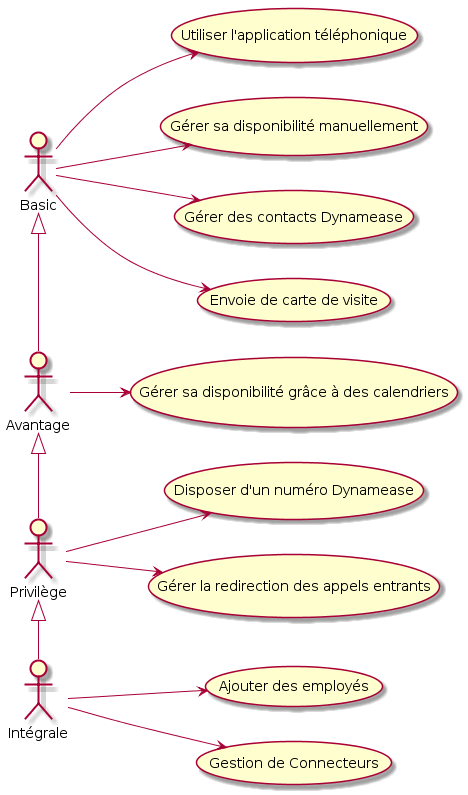 Utiliser l'application téléphonique
Gérer sa disponibilité manuellement
Basic
Gérer des contacts Dynamease
Envoie de carte de visite
Gérer sa disponibilité grâce à des calendriers
Avantage
Disposer d'un numéro Dynamease
Privilège
Gérer la redirection des appels entrants
Ajouter des employés
Intégrale
Gestion de Connecteurs